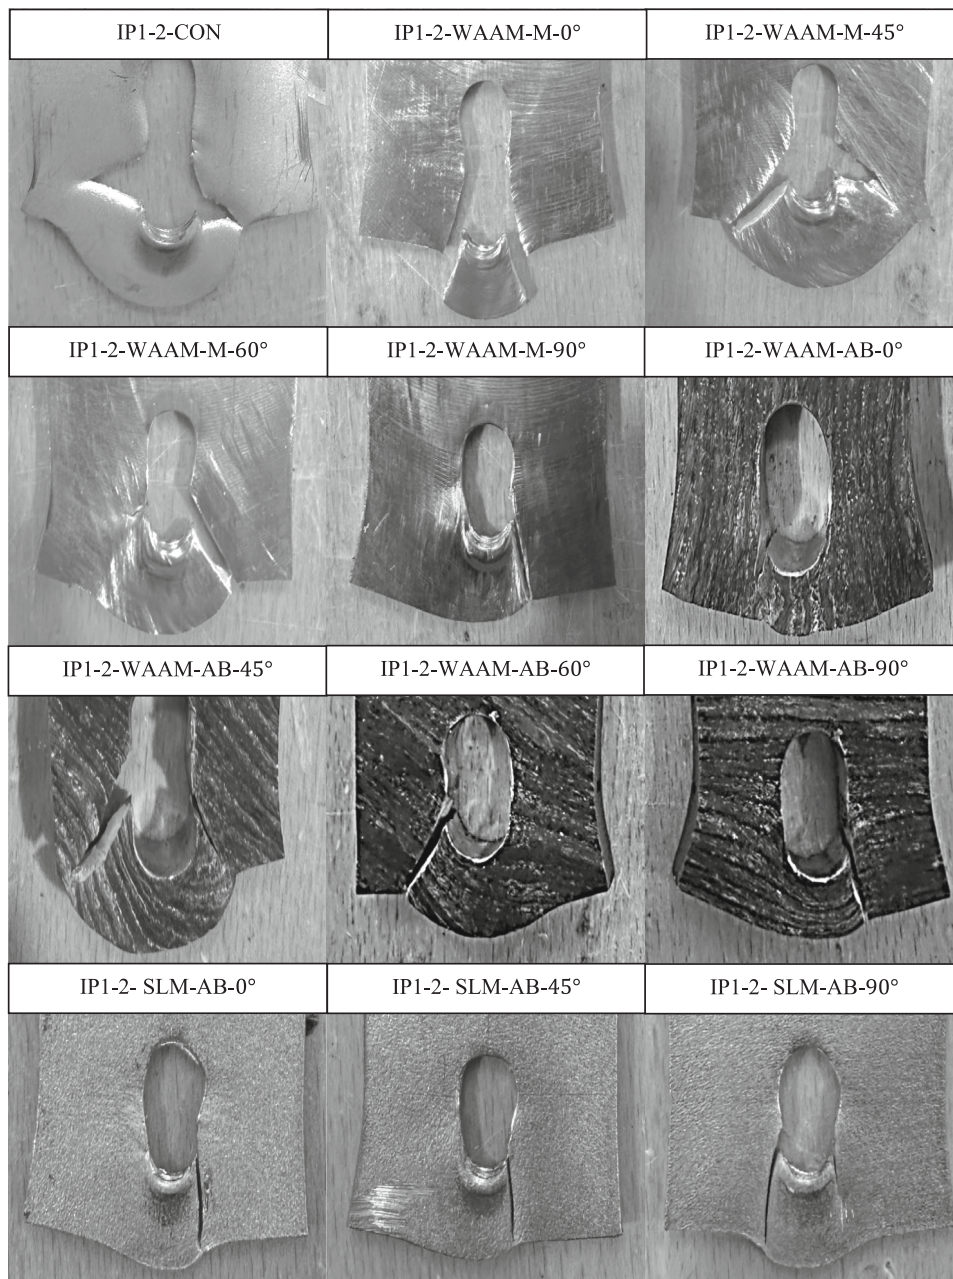 IP1-2-CON
IP1-2-WAAM-M-0°
IP1-2-WAAM-M-45°
IP1-2-WAAM-M-60°
IP1-2-WAAM-M-90°
IP1-2-WAAM-AB-0°
IP1-2-WAAM-AB-45°
IP1-2-WAAM-AB-60°
IP1-2-WAAM-AB-90°
IP1-2- SLM-AB-0°
IP1-2- SLM-AB-45°
IP1-2- SLM-AB-90°